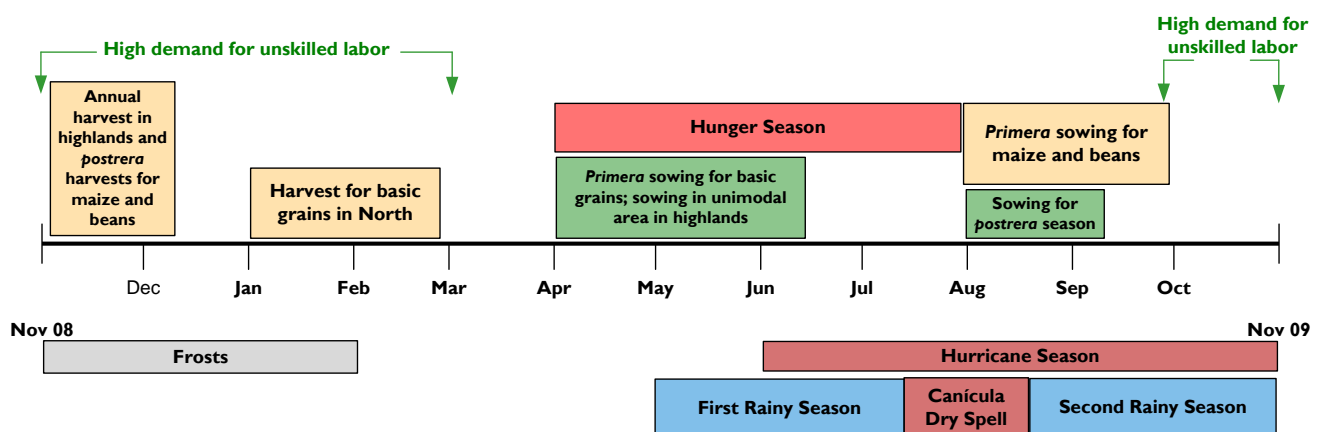 High demand for unskilled labor
High demand for
unskilled labor
Annual
harvest in
highlands and
postrera
harvests for
maize and
beans
Harvest for basic
grains in North
Hunger Season
Primera sowing for basic
grains; sowing in unimodal
area in highlands
Primera sowing for
maize and beans
Sowing for
postrera season
Dec Jan Feb Mar Apr May Jun Jul Aug Sep Oct
Nov 08 Nov 09
Frosts
Hurricane Season
First Rainy Season
Canícula
Dry Spell
Second Rainy Season